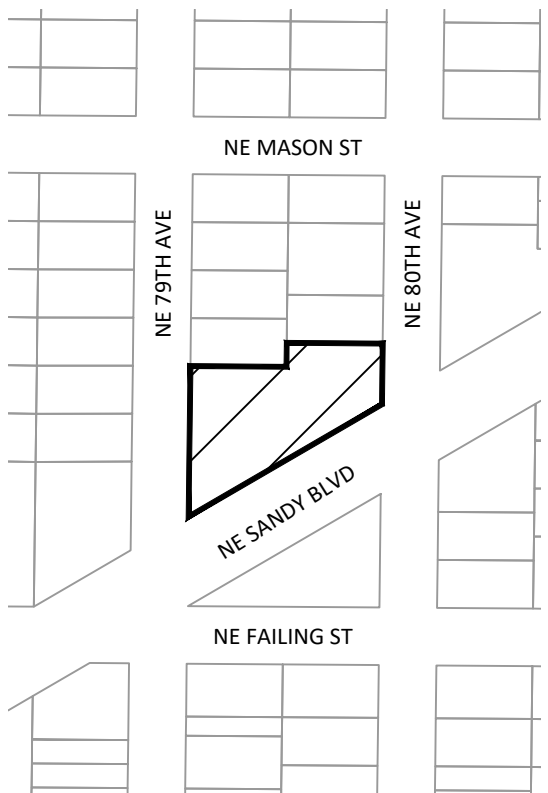 NE MASON ST
NE 79TH AVE
NE 80TH AVE
NE SANDY BLVD
NE FAILING ST